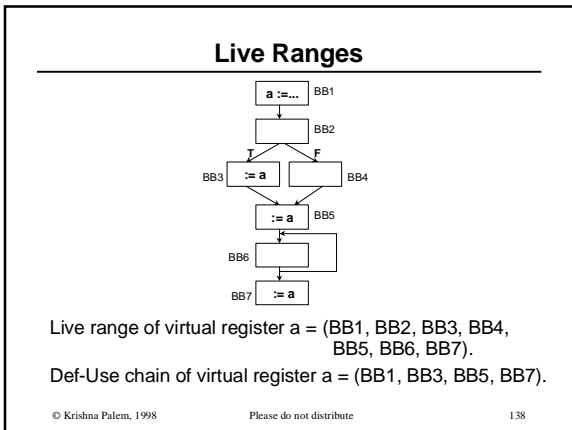 Live Ranges
a :=... BB1
BB2
T F
BB3 := a BB4
:= a BB5
BB6
BB7 := a
Live range of virtual register a = (BB1, BB2, BB3, BB4,
BB5, BB6, BB7).
Def-Use chain of virtual register a = (BB1, BB3, BB5, BB7).
© Krishna Palem, 1998 Please do not distribute 138